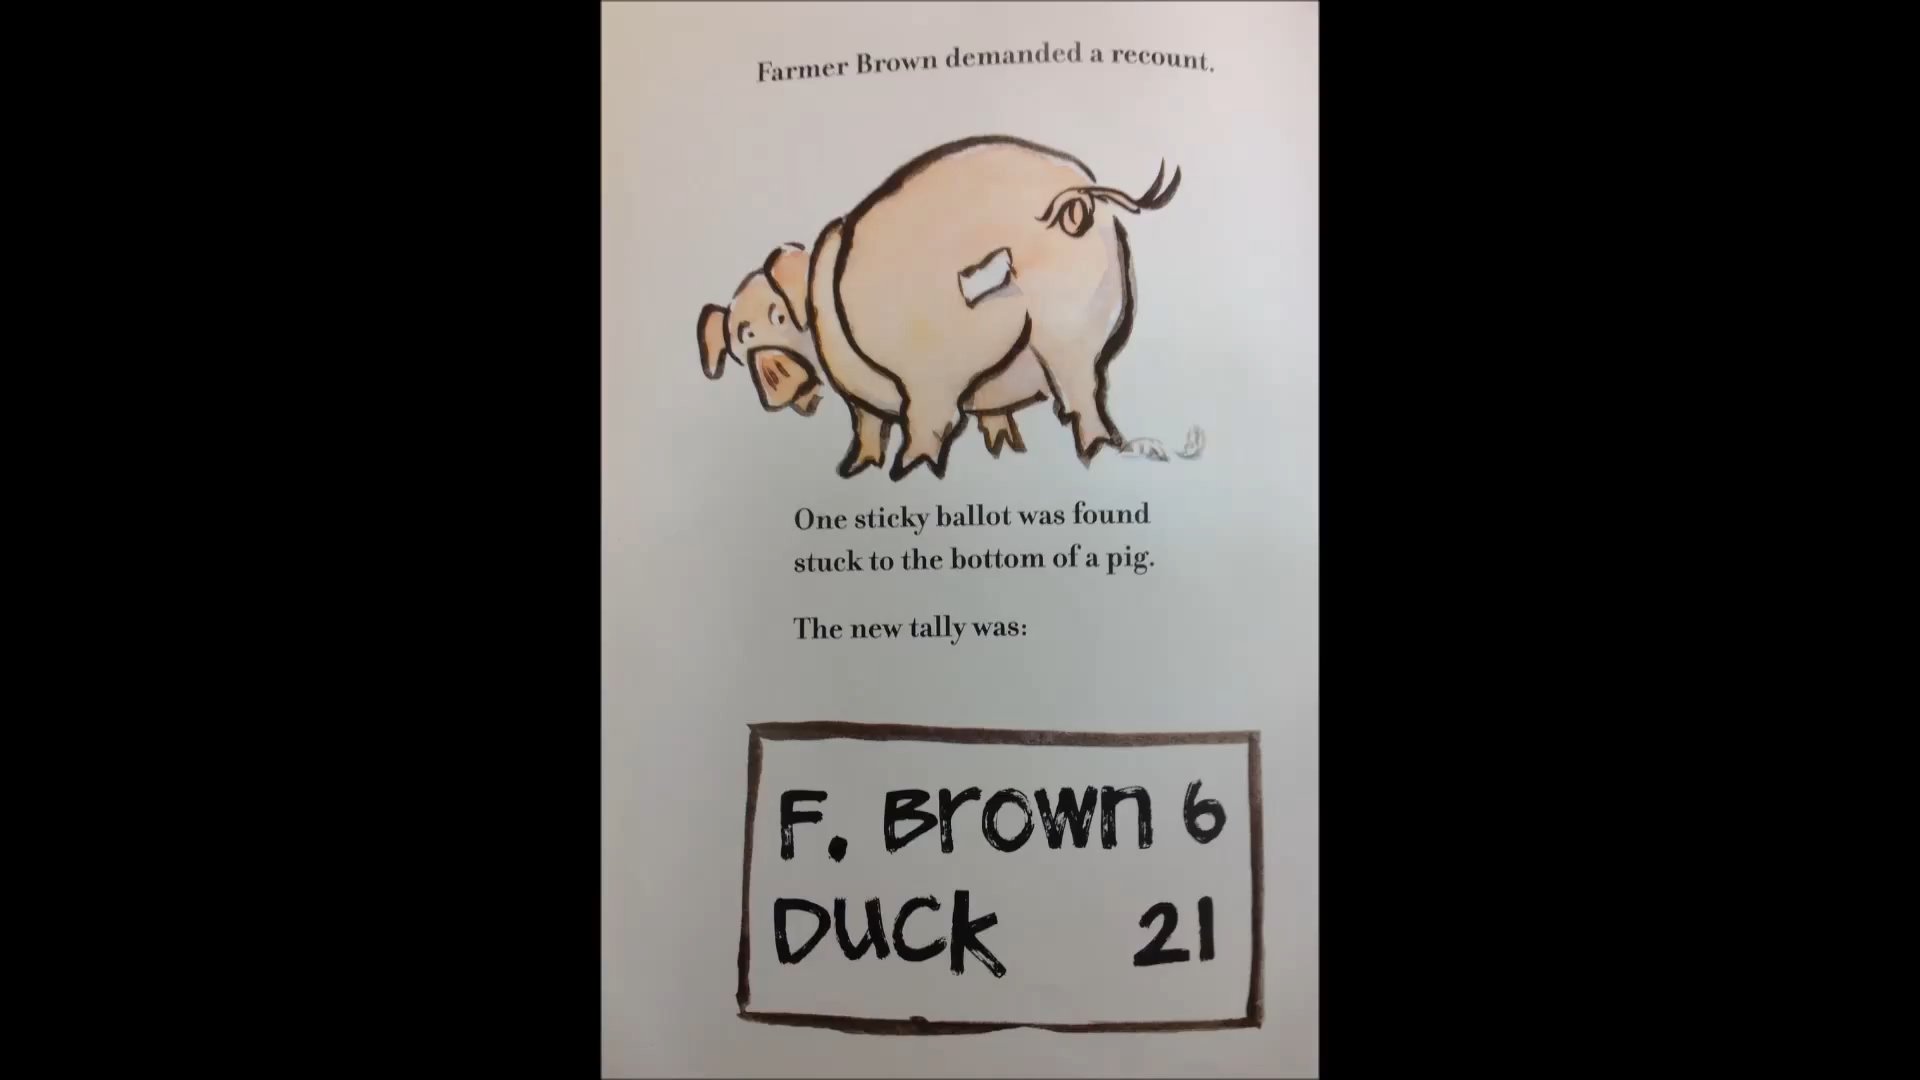 Farmer Brown demanded a recount.
One sticky ballot was found
stuck to the bottom of a pig.
The new tally was:
F. Brown 6
Duck 21